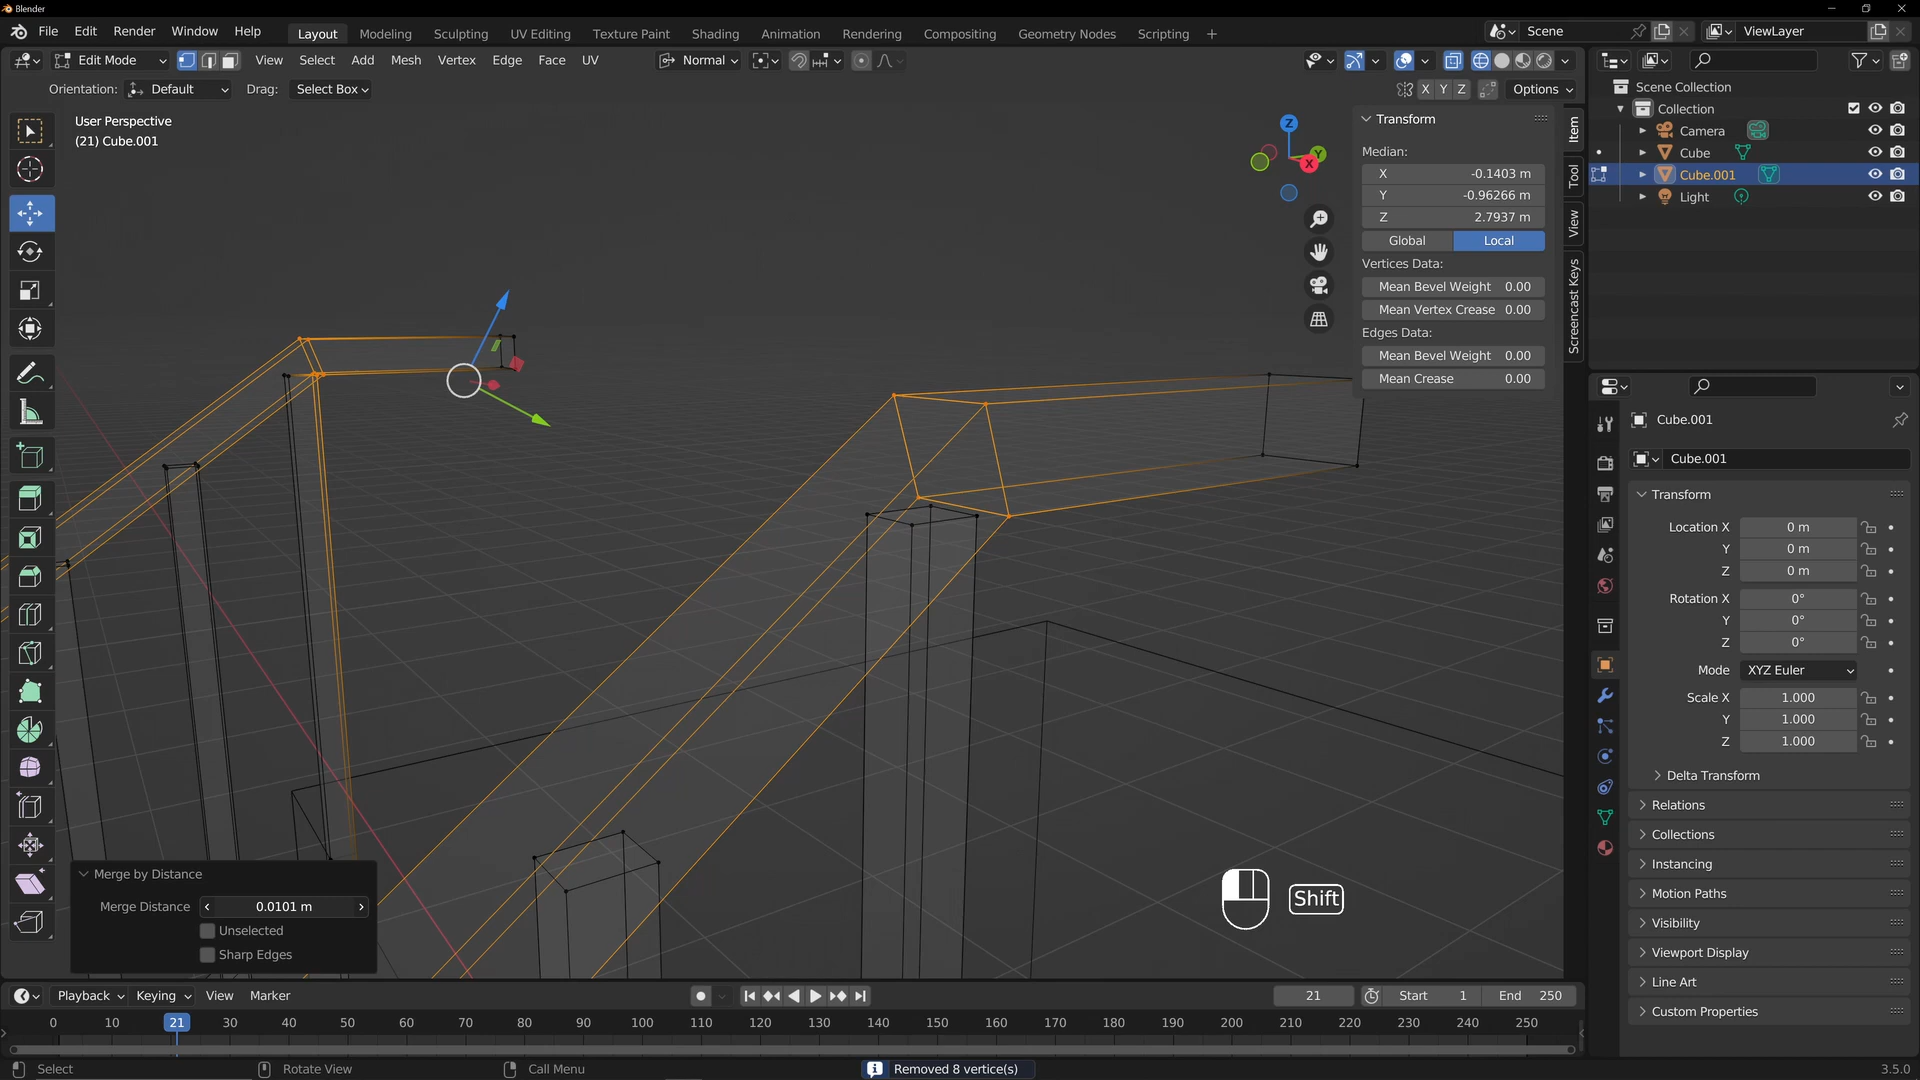 Blender
File Edit Render Window Help
Layout Modeling Sculpting UV Editing Texture Paint Shading Animation Rendering Compositing Geometry Nodes Scripting +
Scene
ViewLayer
Edit Mode
View Select Add Mesh Vertex Edge Face UV
Normal
Orientation: Default Drag: Select Box
X Y Z Options
User Perspective
(21) Cube.001
Z
Y
X
Transform
Median:
X -0.1403 m
Y -0.96266 m
Z 2.7937 m
Global Local
Vertices Data:
Mean Bevel Weight 0.00
Mean Vertex Crease 0.00
Edges Data:
Mean Bevel Weight 0.00
Mean Crease 0.00
Item
Tool
View
Screencast Keys
Scene Collection
Collection
Camera
Cube
Cube.001
Light
Cube.001
Cube.001
Transform
Location X 0 m
Y 0 m
Z 0 m
Rotation X 0°
Y 0°
Z 0°
Mode XYZ Euler
Scale X 1.000
Y 1.000
Z 1.000
Delta Transform
Relations
Collections
Instancing
Motion Paths
Visibility
Viewport Display
Line Art
Custom Properties
Merge by Distance
Merge Distance 0.0101 m
Unselected
Sharp Edges
Shift
Playback Keying View Marker
21 Start 1 End 250
0 10 21 30 40 50 60 70 80 90 100 110 120 130 140 150 160 170 180 190 200 210 220 230 240 250
Select Rotate View Call Menu
Removed 8 vertice(s)
3.5.0